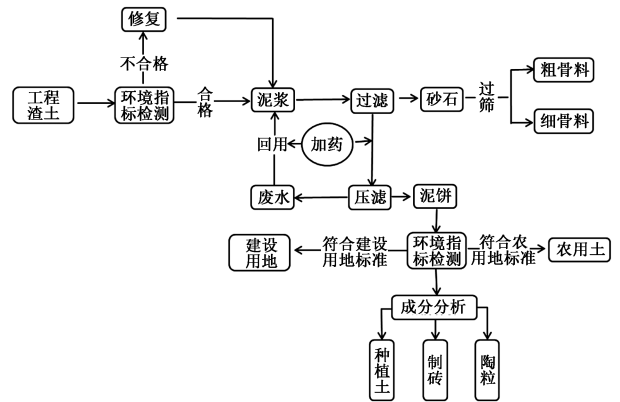 修复
不合格
工程
渣土
环境指
标检测
合
格
泥浆
过滤
砂石
过
筛
粗骨料
细骨料
回用
加药
废水
压滤
泥饼
建设
用地
符合建设
用地标准
环境指
标检测
符合农
用地标准
农用土
成分分析
种
植
土
制
砖
陶
粒